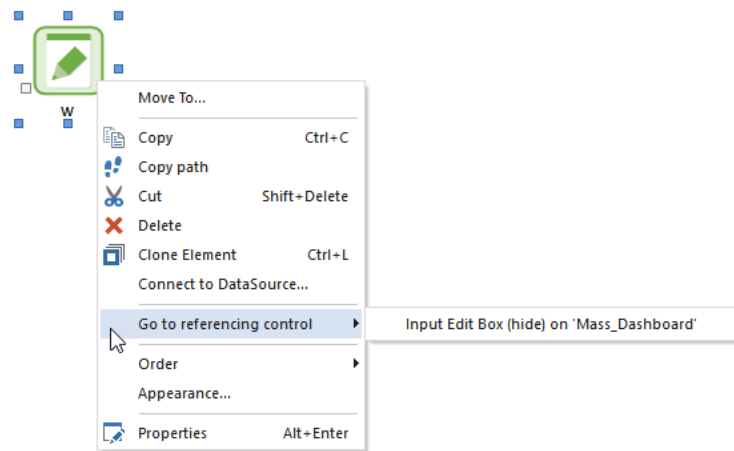 W
Move To...
Copy Ctrl+C
Copy path
Cut Shift+Delete
Delete
Clone Element Ctrl+L
Connect to DataSource...
Go to referencing control Input Edit Box (hide) on 'Mass_Dashboard'
Order
Appearance...
Properties Alt+Enter